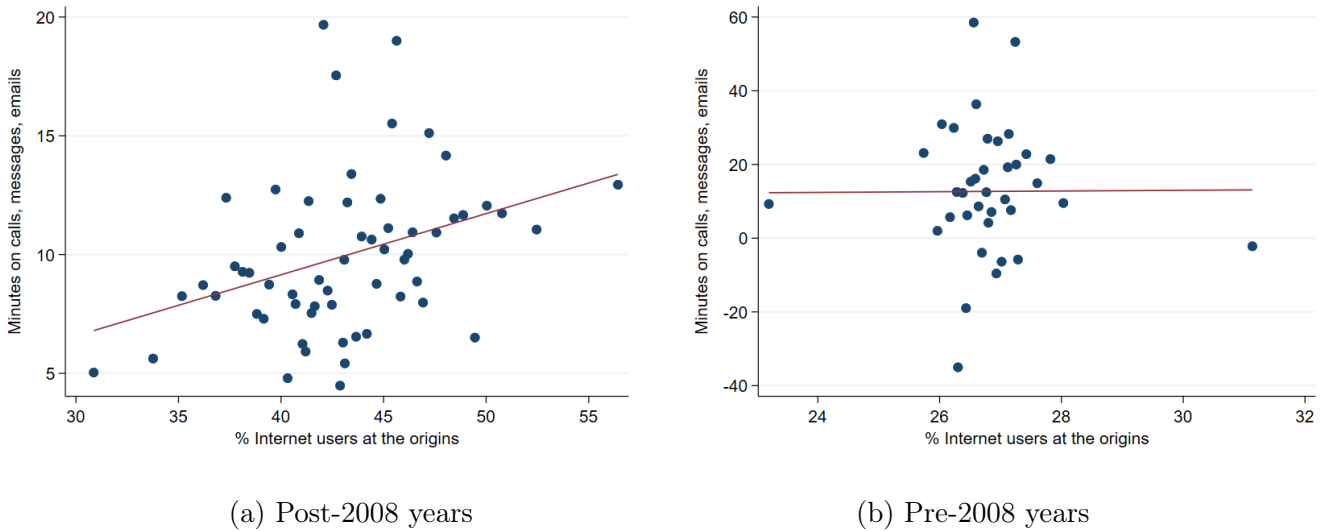 20
15
10
5
Minutes on calls, messages, emails
30 35 40 45 50 55
% Internet users at the origins
(a) Post-2008 years
60
40
20
0
-20
-40
Minutes on calls, messages, emails
24 26 28 30 32
% Internet users at the origins
(b) Pre-2008 years